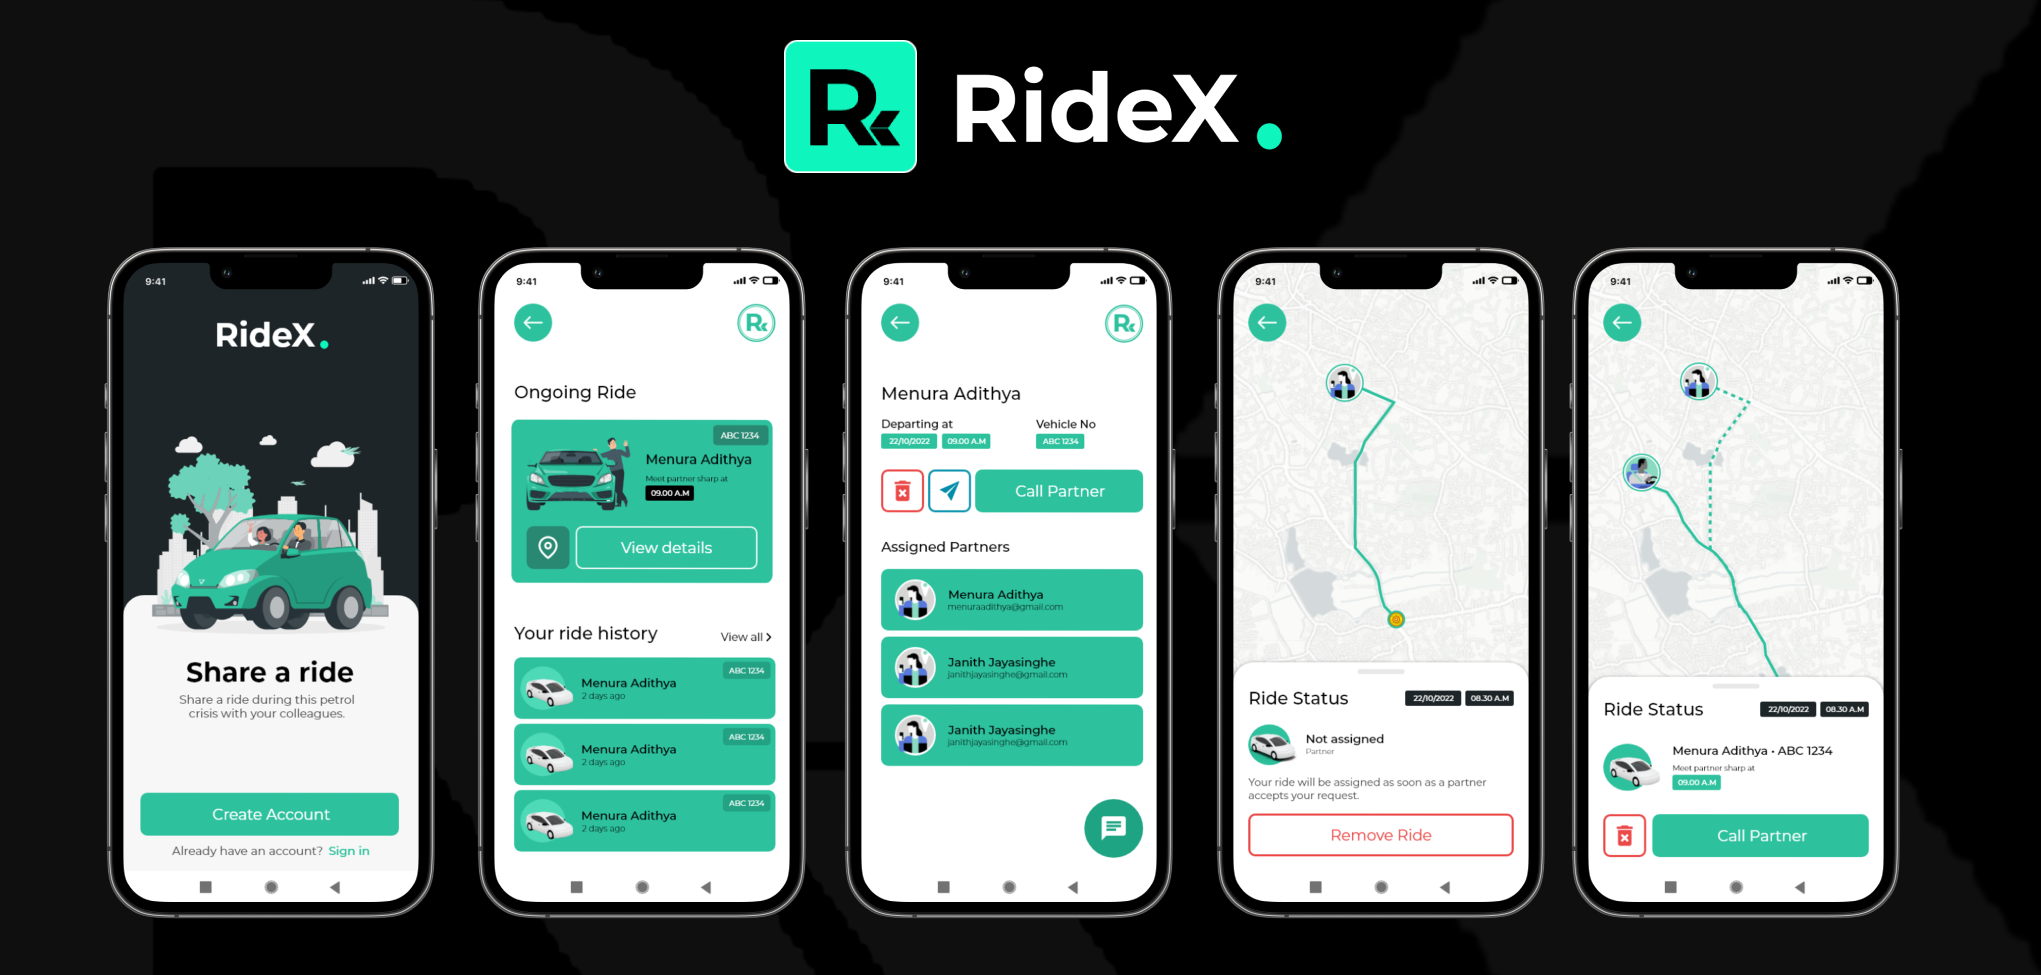 Rx
RideX.
9:41
RideX.
Share a ride
Share a ride during this petrol
crisis with your colleagues.
Create Account
Already have an account? Sign in
9:41
Rx
Ongoing Ride
ABC 1234
Menura Adithya
Meet partner sharp at
09.00 A.M
View details
Your ride history
View all >
ABC 1234
Menura Adithya
2 days ago
ABC 1234
Menura Adithya
2 days ago
ABC 1234
Menura Adithya
2 days ago
9:41
Rx
Menura Adithya
Departing at
Vehicle No
22/10/2022
09.00 A.M
ABC 1234
Call Partner
Assigned Partners
Menura Adithya
menuraadithya@gmail.com
Janith Jayasinghe
janithjayasinghe@gmail.com
Janith Jayasinghe
janithjayasinghe@gmail.com
9:41
Ride Status
22/10/2022
08.30 A.M
Not assigned
Partner
Your ride will be assigned as soon as a partner
accepts your request.
Remove Ride
9:41
Ride Status
22/10/2022
08.30 A.M
Menura Adithya • ABC 1234
Meet partner sharp at
09.00 A.M
Call Partner